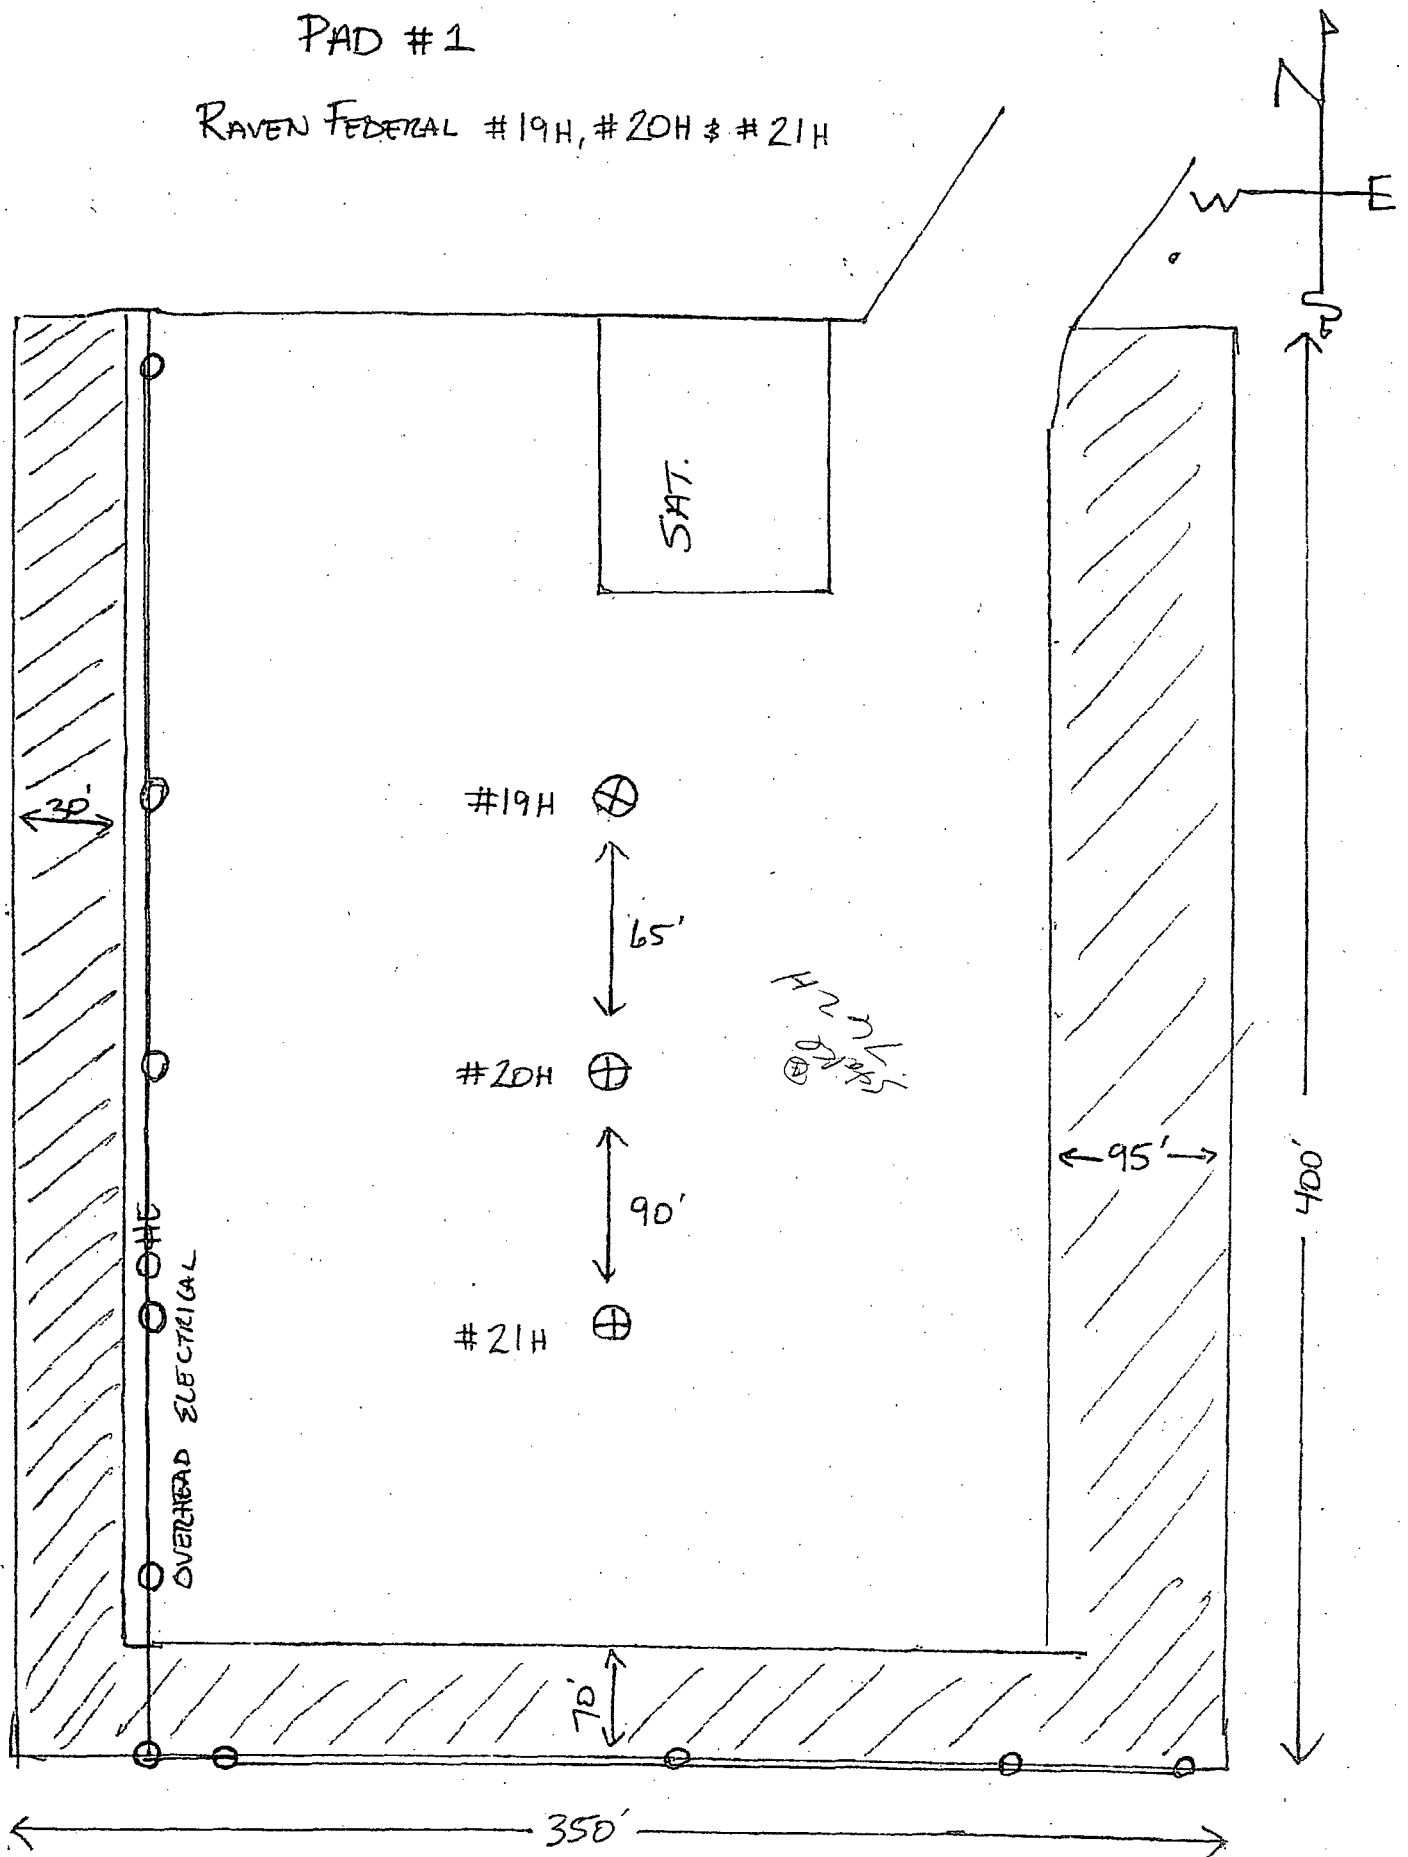 PAD #1
RAVEN FEDERAL #19H, #20H & #21H
N
W
E
S
SAT.
30'
#19H
65'
#20H
95'
400'
90'
#21H
OVERHEAD ELECTRICAL
70'
350'